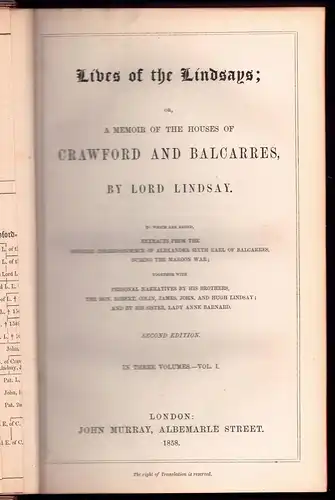 Lives of the Lindsays;
OR,
A MEMOIR OF THE HOUSES OF
CRAWFORD AND BALCARRES,
BY LORD LINDSAY.
TO WHICH ARE ADDED,
EXTRACTS FROM THE
OFFICIAL CORRESPONDENCE OF ALEXANDER SIXTH EARL OF BALCARRES,
DURING THE MAROON WAR;
TOGETHER WITH
PERSONAL NARRATIVES BY HIS BROTHERS,
THE HON. ROBERT, COLIN, JAMES, JOHN, AND HUGH LINDSAY;
AND BY HIS SISTER, LADY ANNE BARNARD.
SECOND EDITION.
IN THREE VOLUMES.—VOL. I.
LONDON:
JOHN MURRAY, ALBEMARLE STREET.
1858.
The right of Translation is reserved.